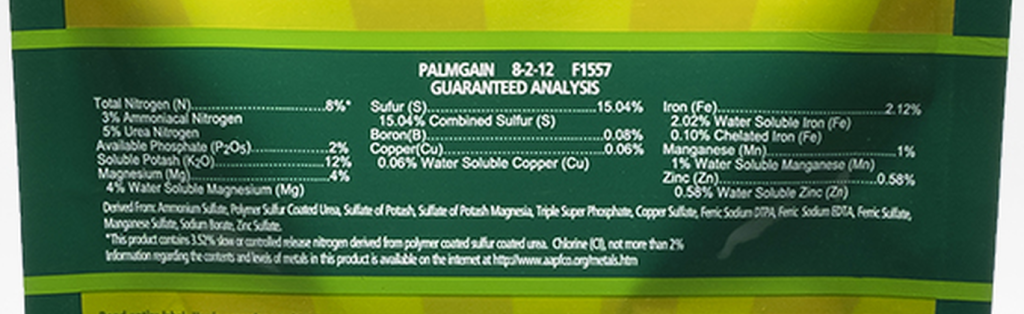 PALMGAIN 8-2-12 F1557
GUARANTEED ANALYSIS
Total Nitrogen (N)..........8%*
3% Ammoniacal Nitrogen
5% Urea Nitrogen
Available Phosphate (P₂O₅)..........2%
Soluble Potash (K₂O)..........12%
Magnesium (Mg)..........4%
4% Water Soluble Magnesium (Mg)
Sufur (S)..........15.04%
15.04% Combined Sulfur (S)
Boron(B)..........0.08%
Copper(Cu)..........0.06%
0.06% Water Soluble Copper (Cu)
Iron (Fe)..........2.12%
2.02% Water Soluble Iron (Fe)
0.10% Chelated Iron (Fe)
Manganese (Mn)..........1%
1% Water Soluble Manganese (Mn)
Zinc (Zn)..........0.58%
0.58% Water Soluble Zinc (Zn)
Derived From: Ammonium Sulfate, Polymer Sulfur Coated Urea, Sulfate of Potash, Sulfate of Potash Magnesia, Triple Super Phosphate, Copper Sulfate, Ferric Sodium DTPA, Ferric Sodium EDTA, Ferric Sulfate,
Manganese Sulfate, Sodium Borate, Zinc Sulfate.
*This product contains 3.52% slow or controlled release nitrogen derived from polymer coated sulfur coated urea. Chlorine (Cl), not more than 2%
Information regarding the contents and levels of metals in this product is available on the internet at http://www.aapfco.org/metals.htm